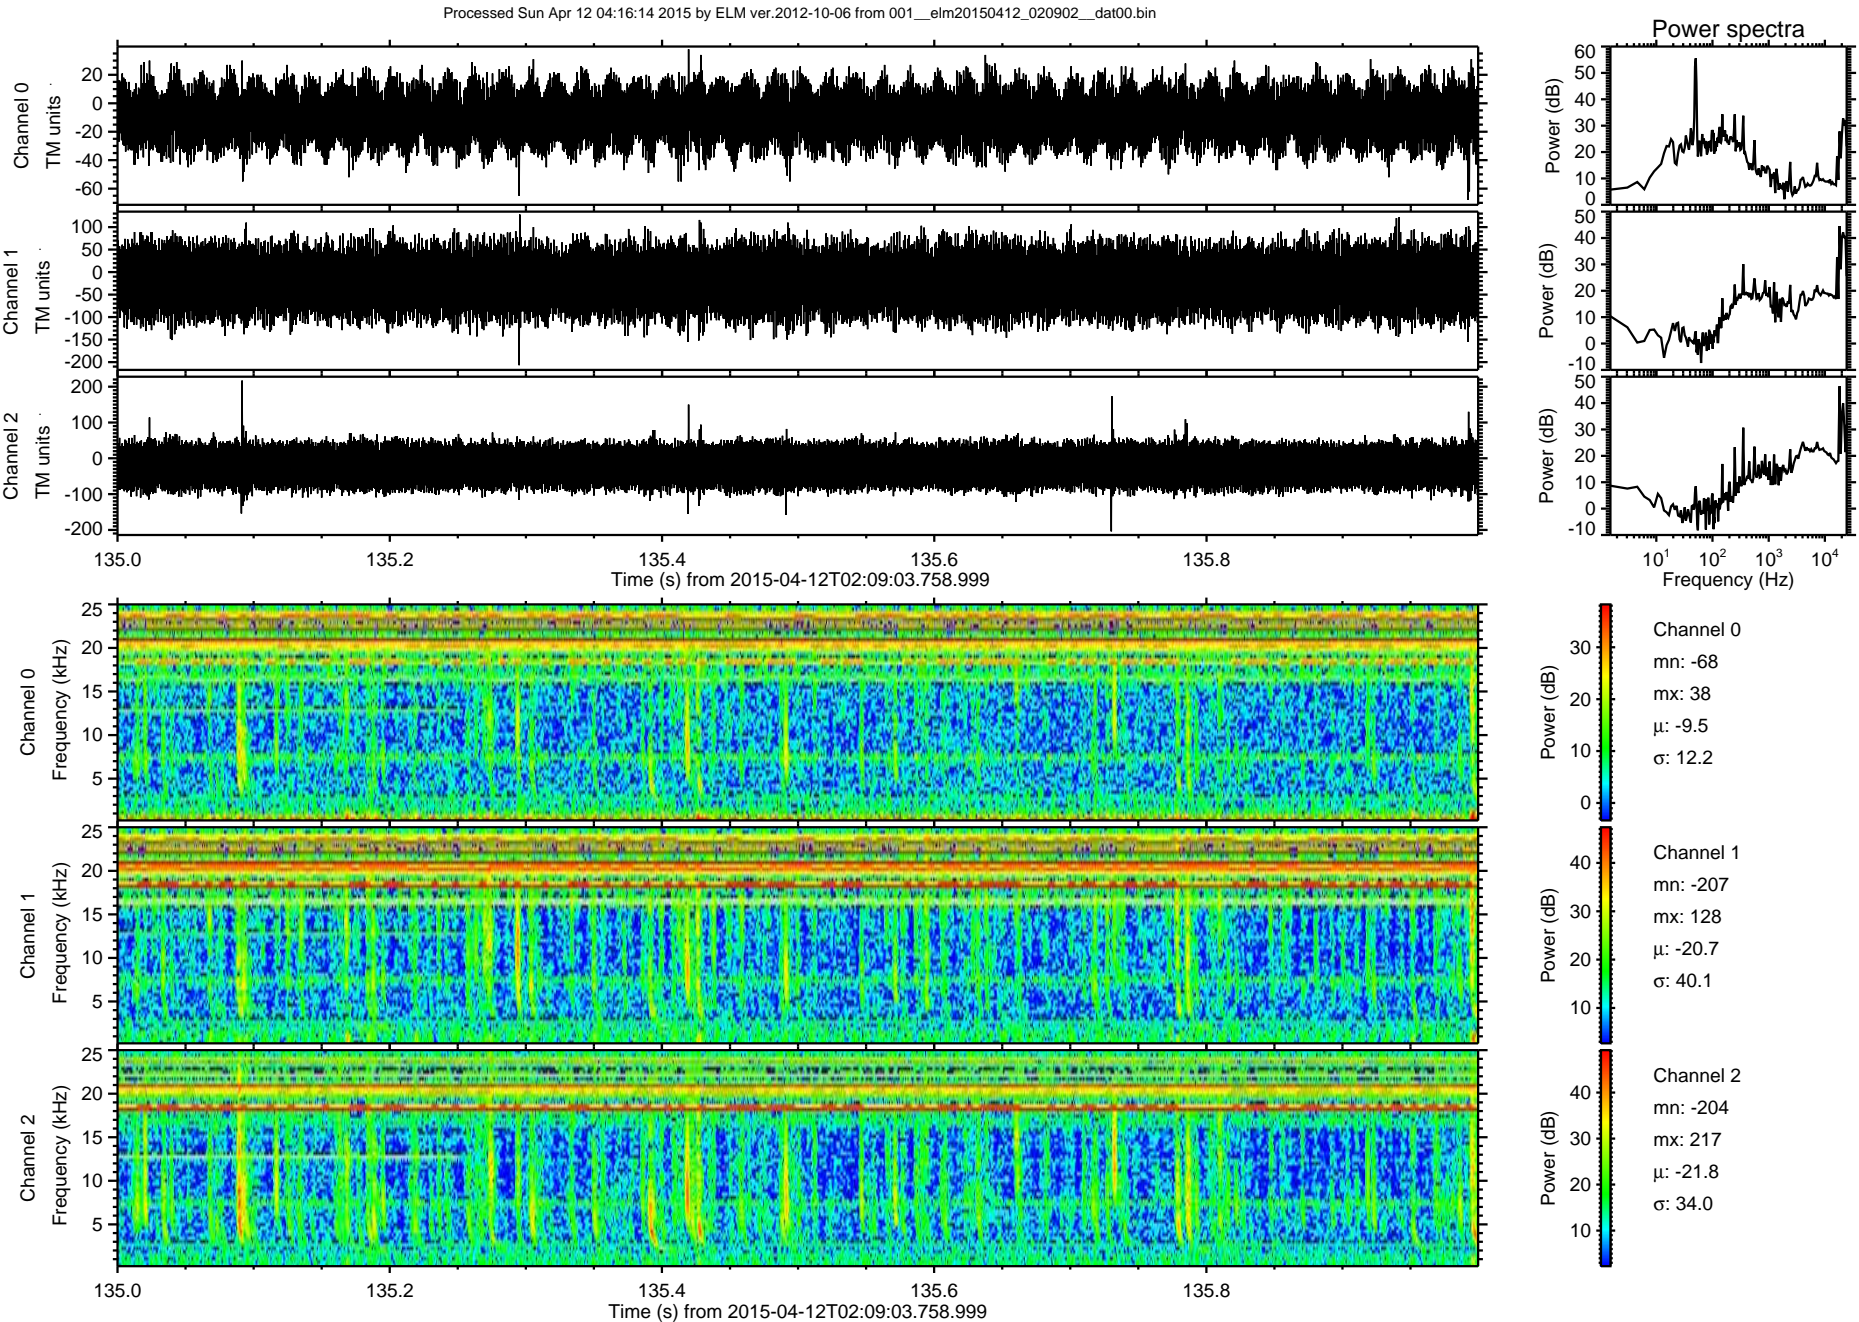 Processed Sun Apr 12 04:16:14 2015 by ELM ver.2012-10-06 from 001__elm20150412_020902__dat00.bin
Power spectra
Channel 0
TM units
20
0
-20
-40
-60
Power (dB)
60
50
40
30
20
10
0
Channel 1
TM units
100
50
0
-50
-100
-150
-200
Power (dB)
50
40
30
20
10
0
-10
Channel 2
TM units
200
100
0
-100
-200
Power (dB)
50
40
30
20
10
0
-10
135.0 135.2 135.4 135.6 135.8
Time (s) from 2015-04-12T02:09:03.758.999
10¹ 10² 10³ 10⁴
Frequency (Hz)
Channel 0
Frequency (kHz)
25
20
15
10
5
Power (dB)
30
20
10
0
Channel 0
mn: -68
mx: 38
μ: -9.5
σ: 12.2
Channel 1
Frequency (kHz)
25
20
15
10
5
Power (dB)
40
30
20
10
Channel 1
mn: -207
mx: 128
μ: -20.7
σ: 40.1
Channel 2
Frequency (kHz)
25
20
15
10
5
Power (dB)
40
30
20
10
Channel 2
mn: -204
mx: 217
μ: -21.8
σ: 34.0
135.0 135.2 135.4 135.6 135.8
Time (s) from 2015-04-12T02:09:03.758.999